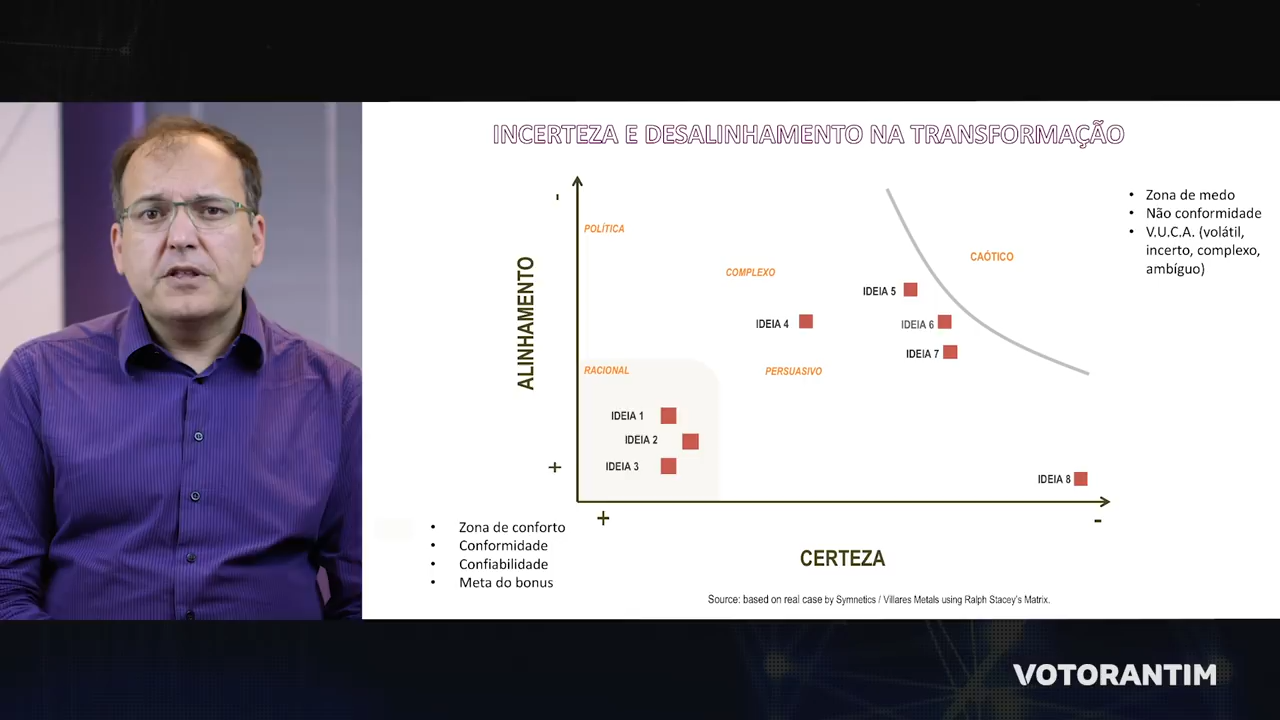 INCERTEZA E DESALINHAMENTO NA TRANSFORMAÇÃO
-
ALINHAMENTO
+
POLÍTICA
COMPLEXO
CAÓTICO
IDEIA 5
IDEIA 4
IDEIA 6
IDEIA 7
RACIONAL
PERSUASIVO
IDEIA 1
IDEIA 2
IDEIA 3
IDEIA 8
+
-
CERTEZA
• Zona de medo
• Não conformidade
• V.U.C.A. (volátil,
incerto, complexo,
ambíguo)
• Zona de conforto
• Conformidade
• Confiabilidade
• Meta do bonus
Source: based on real case by Symnetics / Villares Metals using Ralph Stacey's Matrix.
VOTORANTIM